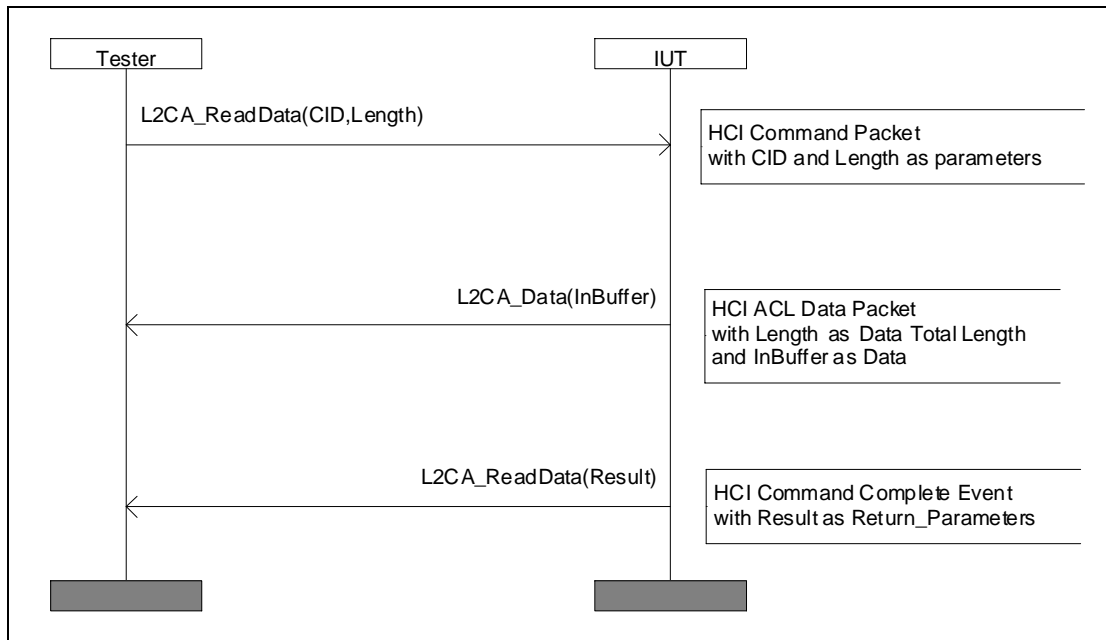 Tester
IUT
L2CA_ReadData(CID,Length)
HCI Command Packet
with CID and Length as parameters
L2CA_Data(InBuffer)
HCI ACL Data Packet
with Length as Data Total Length
and InBuffer as Data
L2CA_ReadData(Result)
HCI Command Complete Event
with Result as Return_Parameters